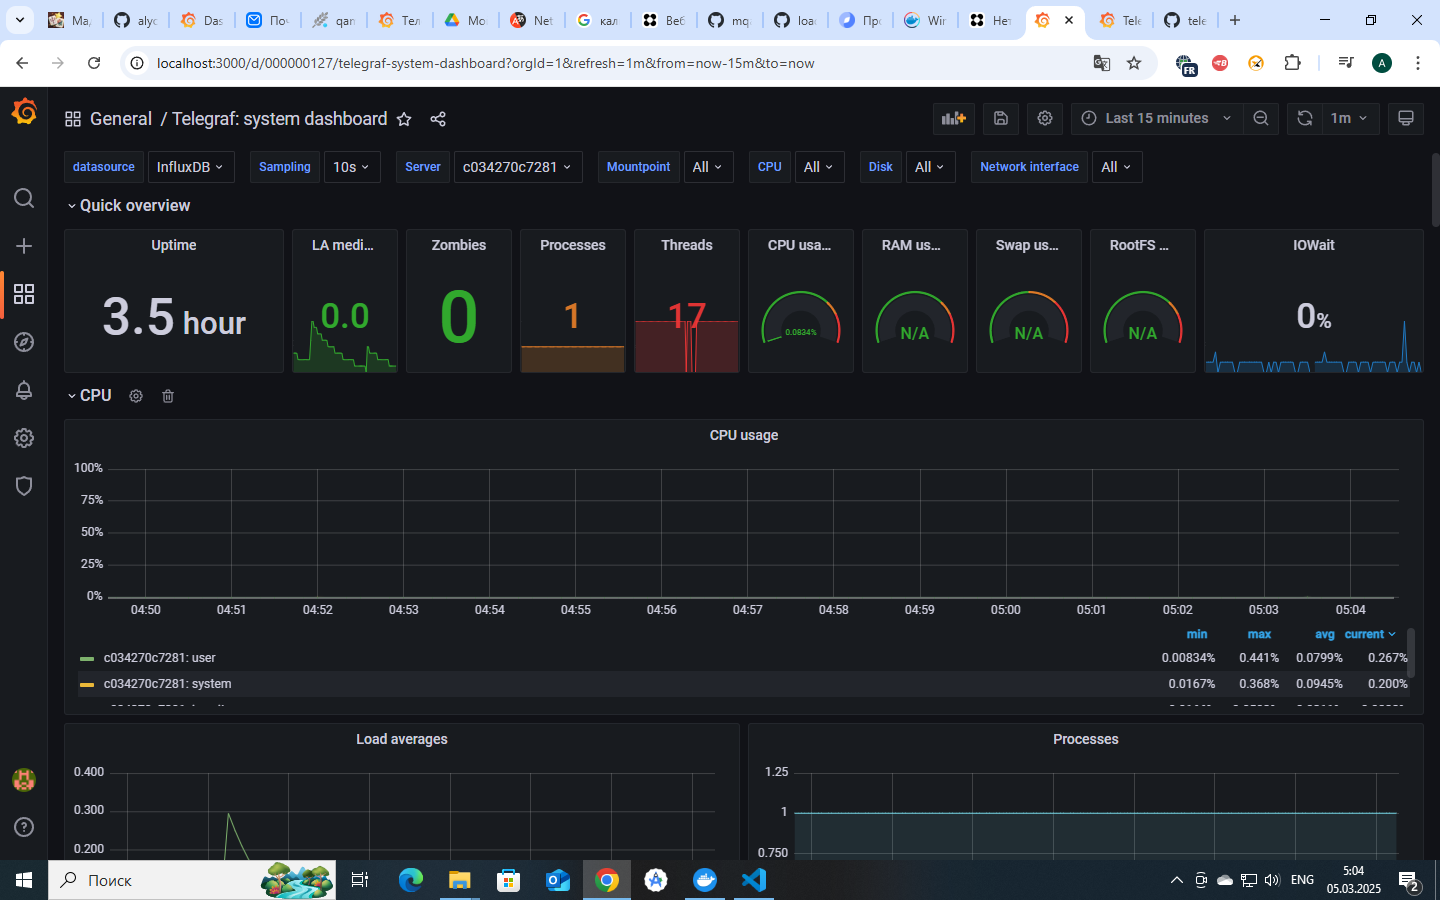 Ма
alyc
Das
Поч
qan
Тел
Мо
Net
кал
Веб
mqa
load
Пр
Wir
Нет
Tele
tele
localhost:3000/d/000000127/telegraf-system-dashboard?orgId=1&refresh=1m&from=now-15m&to=now
FR
A
General / Telegraf: system dashboard
Last 15 minutes
1m
datasource InfluxDB Sampling 10s Server c034270c7281 Mountpoint All CPU All Disk All Network interface All
Quick overview
Uptime
3.5 hour
LA medi...
0.0
Zombies
0
Processes
1
Threads
17
CPU usa...
0.0834%
RAM us...
N/A
Swap us...
N/A
RootFS ...
N/A
IOWait
0%
CPU
CPU usage
100%
75%
50%
25%
0%
04:50 04:51 04:52 04:53 04:54 04:55 04:56 04:57 04:58 04:59 05:00 05:01 05:02 05:03 05:04
min max avg current
c034270c7281: user 0.00834% 0.441% 0.0799% 0.267%
c034270c7281: system 0.0167% 0.368% 0.0945% 0.200%
Load averages
0.400
0.300
0.200
Processes
1.25
1
0.750
Поиск
ENG
5:04
05.03.2025
2